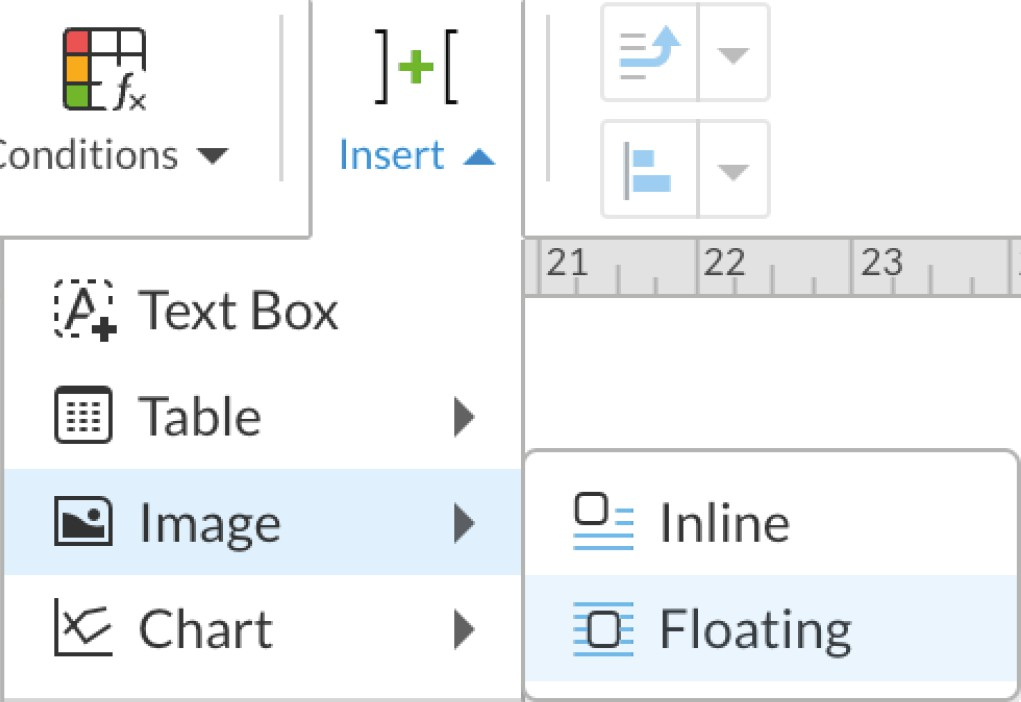 Conditions
Insert
21 22 23
Text Box
Table
Image
Chart
Inline
Floating